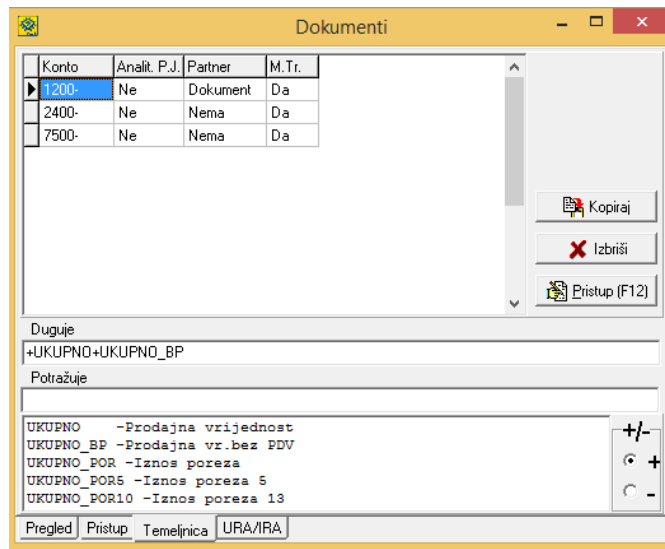 Dokumenti
Konto Analit. P.J. Partner M.Tr.
1200- Ne Dokument Da
2400- Ne Nema Da
7500- Ne Nema Da
Kopiraj
Izbriši
Pristup (F12)
Duguje
+UKUPNO+UKUPNO_BP
Potražuje
UKUPNO -Prodajna vrijednost
UKUPNO_BP -Prodajna vr.bez PDV
UKUPNO_POR -Iznos poreza
UKUPNO_POR5 -Iznos poreza 5
UKUPNO_POR10 -Iznos poreza 13
+/-
+
-
Pregled Pristup Temeljnica URA/IRA